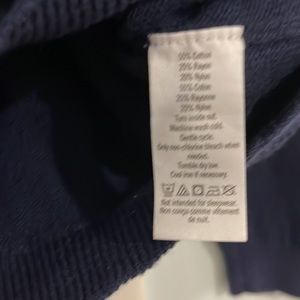 50% Cotton
25% Rayon
25% Nylon
50% Coton
25% Rayonne
25% Nylon
Turn inside out.
Machine wash cold.
Gentle cycle.
Only non-chlorine bleach when
needed.
Tumble dry low.
Cool iron if necessary.
Not intended for sleepwear.
Non conçu comme vêtement
de nuit.